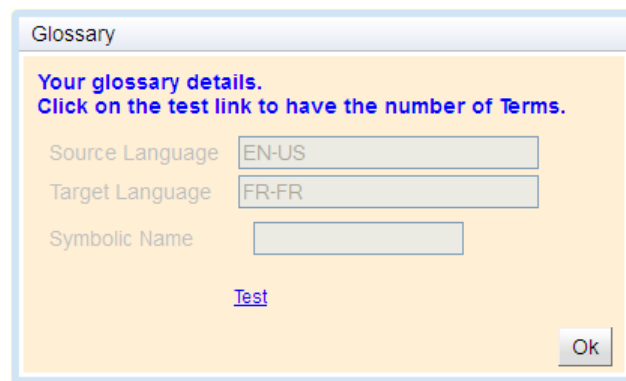 Glossary
Your glossary details.
Click on the test link to have the number of Terms.
Source Language EN-US
Target Language FR-FR
Symbolic Name
Test
Ok